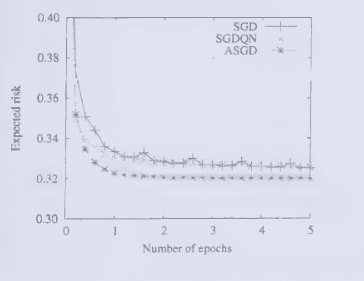 0.40
0.38
0.36
0.34
0.32
0.30
Expected risk
SGD
SGDQN
ASGD
0 1 2 3 4 5
Number of epochs